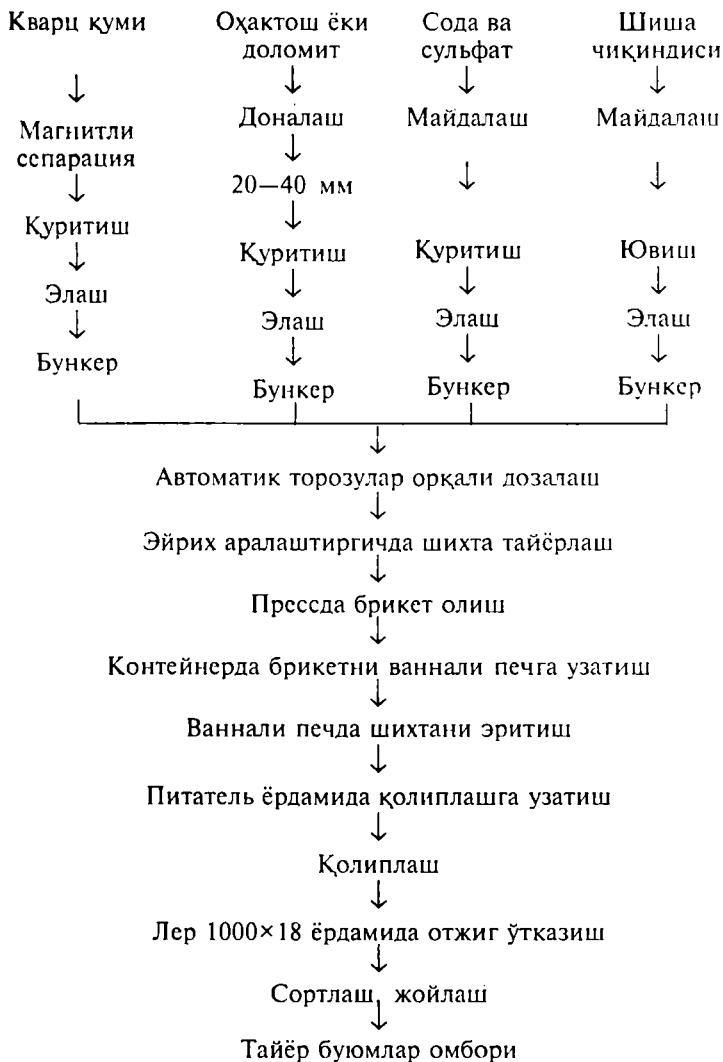 Кварц қуми
Оҳактош ёки
доломит
Сода ва
сульфат
Шиша
чиқиндиси
Магнитли
сепарация
Доналаш
Майдалаш
Майдалаш
20—40 мм
Қуритиш
Қуритиш
Қуритиш
Ювиш
Элаш
Элаш
Элаш
Элаш
Бункер
Бункер
Бункер
Бункер
Автоматик торозулар орқали дозалаш
Эйрих аралаштиргичда шихта тайёрлаш
Прессда брикет олиш
Контейнерда брикетни ваннали печга узатиш
Ваннали печда шихтани эритиш
Питатель ёрдамида қолиплашга узатиш
Қолиплаш
Лер 1000×18 ёрдамида отжиг ўтказиш
Сортлаш, жойлаш
Тайёр буюмлар омбори